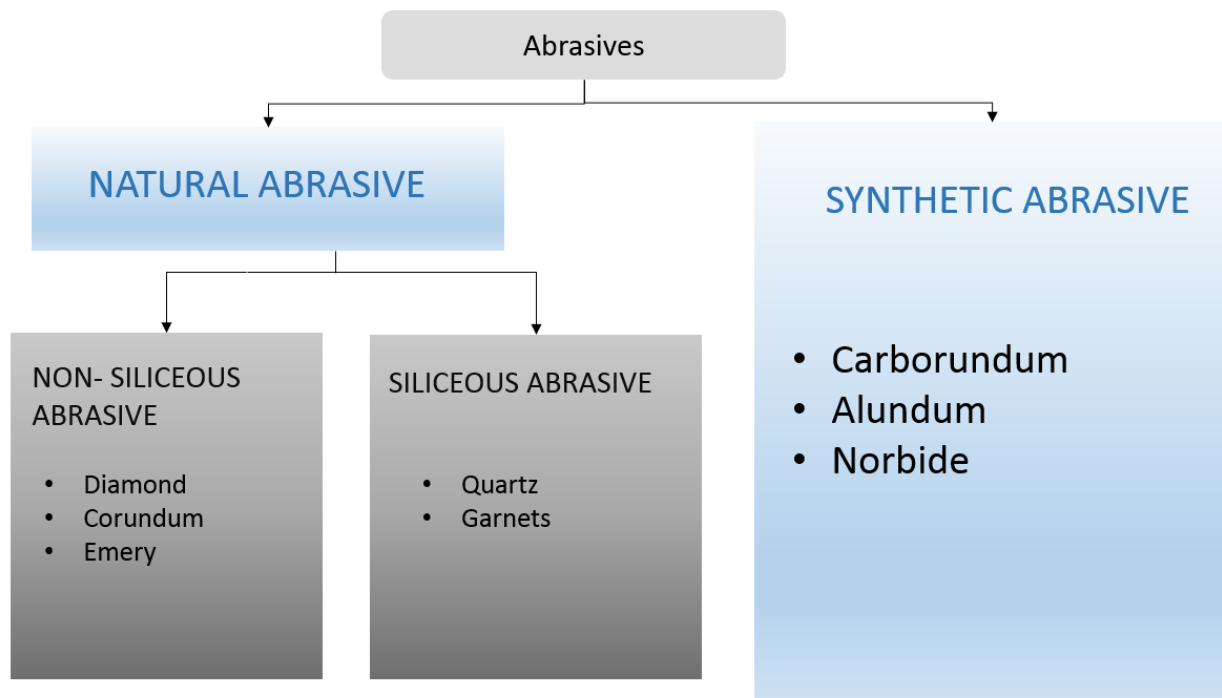 Abrasives
NATURAL ABRASIVE
SYNTHETIC ABRASIVE
NON- SILICEOUS
ABRASIVE
• Diamond
• Corundum
• Emery
SILICEOUS ABRASIVE
• Quartz
• Garnets
• Carborundum
• Alundum
• Norbide